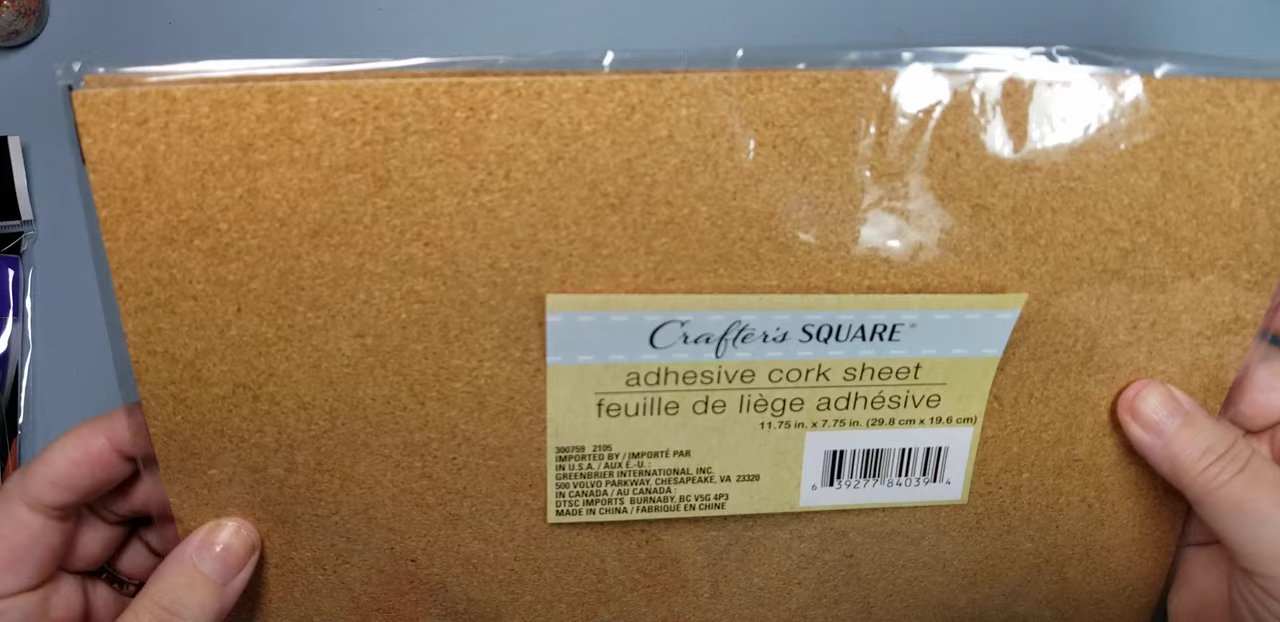 Crafter's SQUARE®
adhesive cork sheet
feuille de liège adhésive
11.75 in. x 7.75 in. (29.8 cm x 19.6 cm)
300759 2105
IMPORTED BY / IMPORTÉ PAR
IN U.S.A. / AUX É.-U. :
GREENBRIER INTERNATIONAL, INC.
500 VOLVO PARKWAY, CHESAPEAKE, VA 23320
IN CANADA / AU CANADA :
DTSC IMPORTS BURNABY, BC V5G 4P3
MADE IN CHINA / FABRIQUÉ EN CHINE
6 39277 84039 4